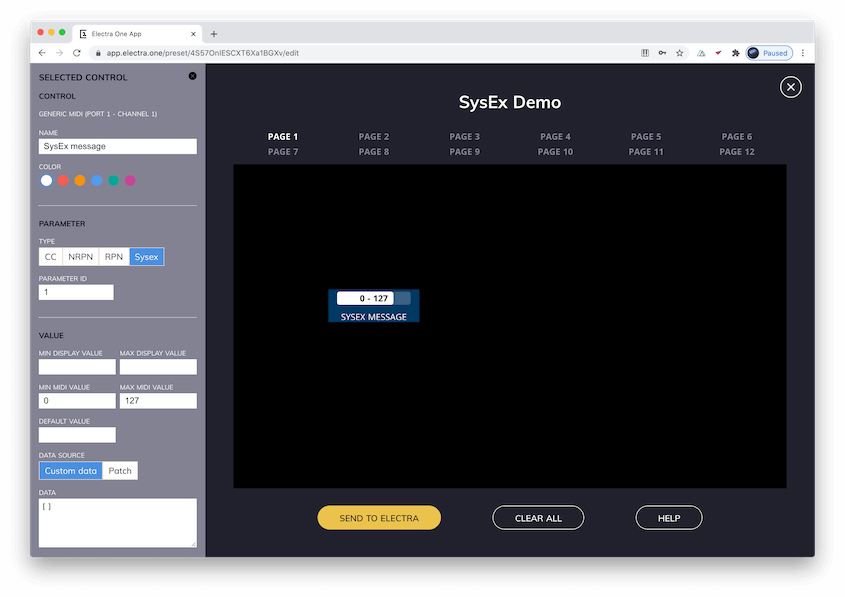 Electra One App
app.electra.one/preset/4S57OnIESCXT6Xa1BGXv/edit
Paused
SELECTED CONTROL
CONTROL
GENERIC MIDI (PORT 1 - CHANNEL 1)
NAME
SysEx message
COLOR
PARAMETER
TYPE
CC NRPN RPN Sysex
PARAMETER ID
1
VALUE
MIN DISPLAY VALUE MAX DISPLAY VALUE
MIN MIDI VALUE MAX MIDI VALUE
0 127
DEFAULT VALUE
DATA SOURCE
Custom data Patch
DATA
[ ]
SysEx Demo
PAGE 1 PAGE 2 PAGE 3 PAGE 4 PAGE 5 PAGE 6
PAGE 7 PAGE 8 PAGE 9 PAGE 10 PAGE 11 PAGE 12
0 - 127
SYSEX MESSAGE
SEND TO ELECTRA CLEAR ALL HELP